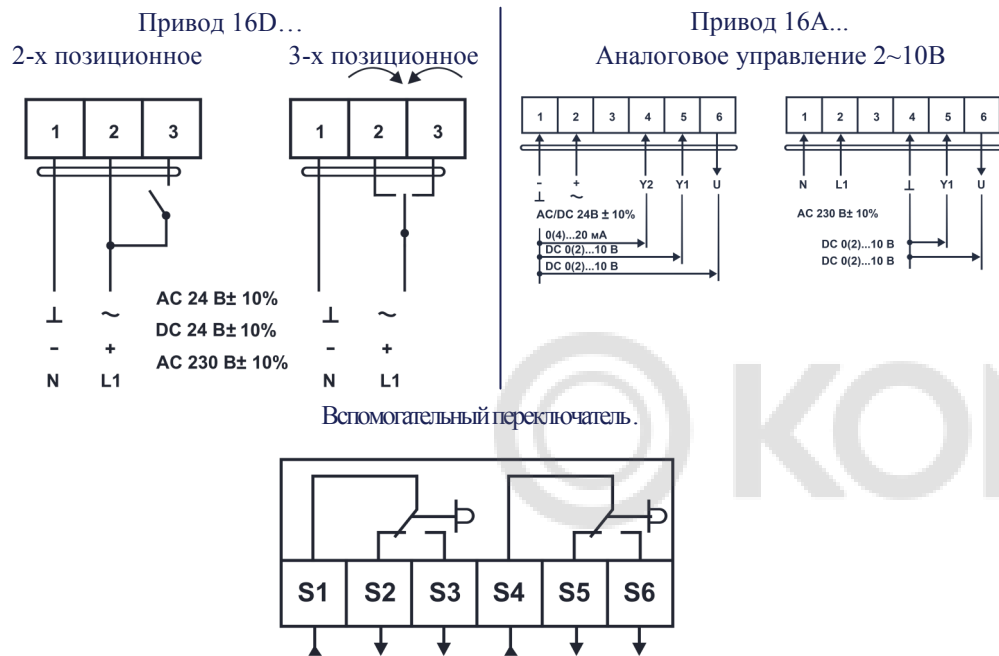 Привод 16D…
2-х позиционное
3-х позиционное
1 2 3
1 2 3
AC 24 В± 10%
DC 24 В± 10%
AC 230 В± 10%
⊥ ~
- +
N L1
⊥ ~
- +
N L1
Привод 16А...
Аналоговое управление 2~10В
1 2 3 4 5 6
- + Y2 Y1 U
⊥ ~
AC/DC 24В ± 10%
0(4)...20 мА
DC 0(2)...10 В
DC 0(2)...10 В
1 2 3 4 5 6
N L1 ⊥ Y1 U
AC 230 В± 10%
DC 0(2)...10 В
DC 0(2)...10 В
Вспомогательный переключатель.
S1 S2 S3 S4 S5 S6